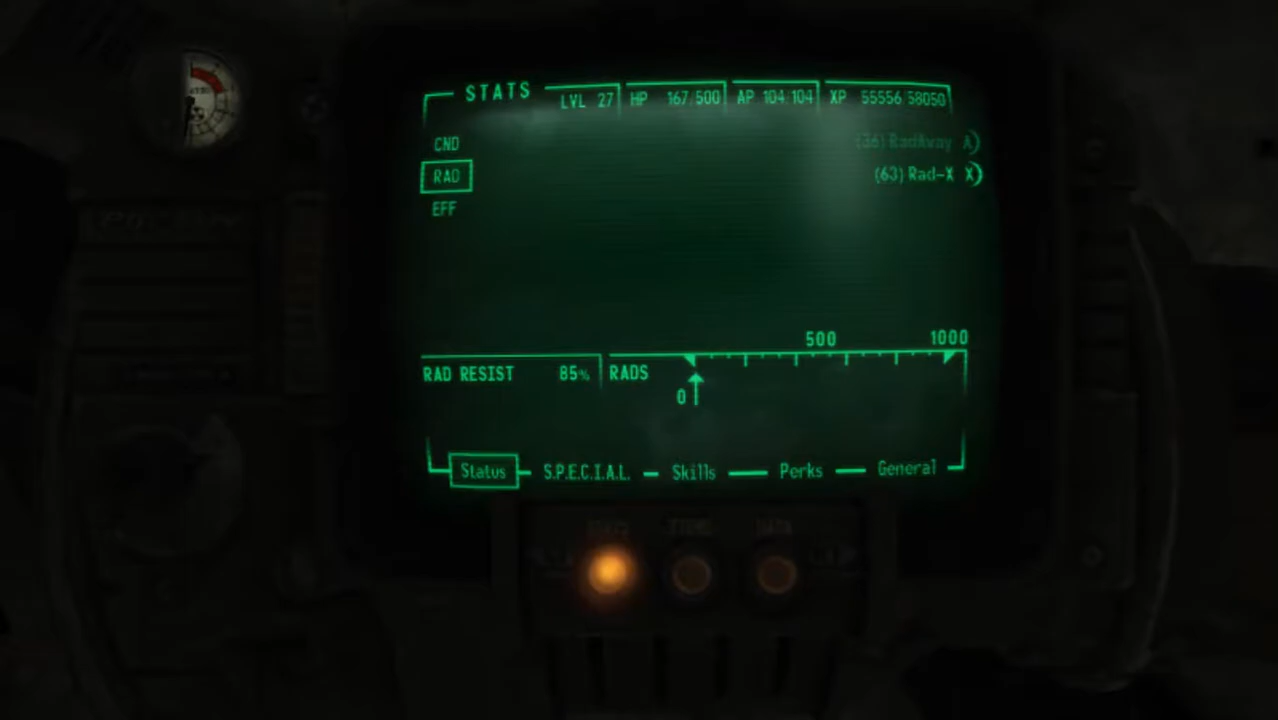 STATS LVL 27 HP 167/500 AP 104/104 XP 55556/58050
CND
(36) RadAway A)
RAD
(63) Rad-X X)
EFF
500 1000
RAD RESIST 85% RADS
0
Status S.P.E.C.I.A.L. Skills Perks General